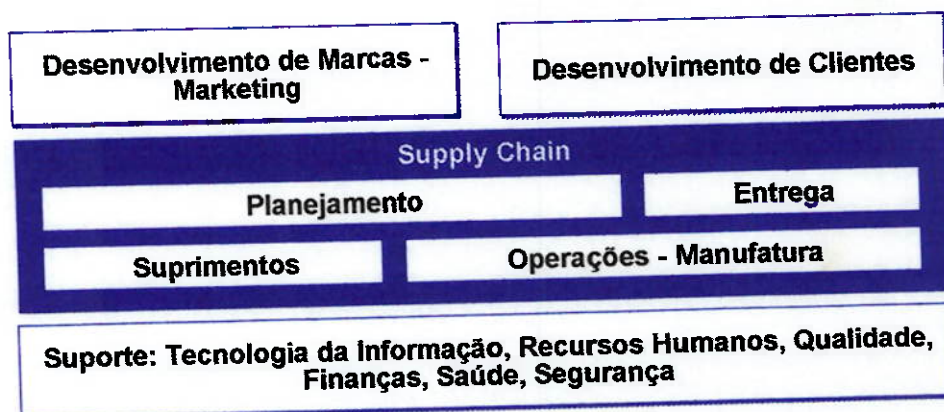 Desenvolvimento de Marcas -
Marketing
Desenvolvimento de Clientes
Supply Chain
Planejamento
Entrega
Suprimentos
Operações - Manufatura
Suporte: Tecnologia da Informação, Recursos Humanos, Qualidade,
Finanças, Saúde, Segurança